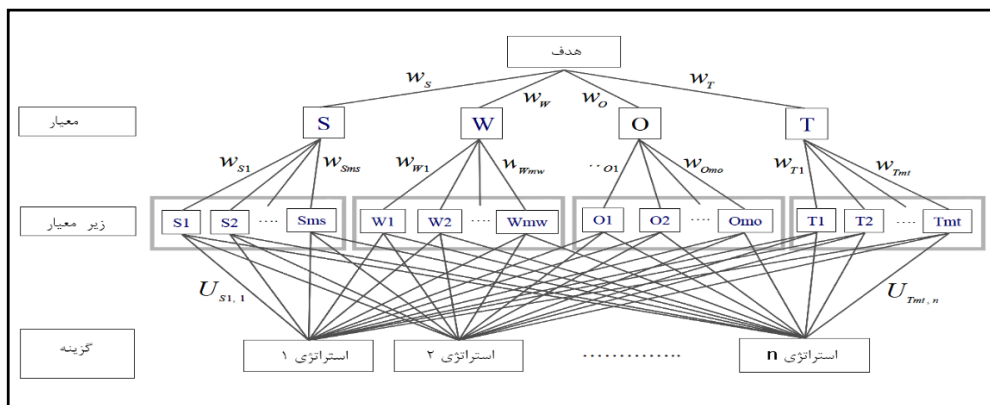 هدف
w_S w_W w_O w_T
معیار
S W O T
w_S1 w_Sms w_W1 w_Wmw ..O1 w_Omo w_T1 w_Tmt
زیر معیار
S1 S2 .... Sms W1 W2 .... Wmw O1 O2 .... Omo T1 T2 .... Tmt
U_S1, 1 U_Tmt, n
گزینه
استراتژی ۱ استراتژی ۲ .............. استراتژی n